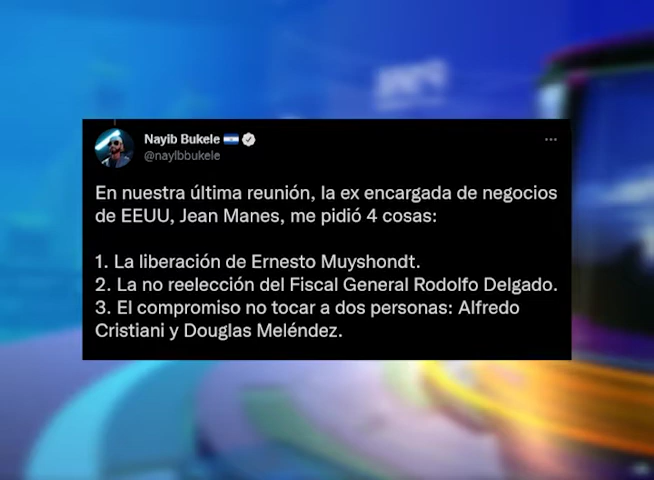 Nayib Bukele
@nayibbukele
En nuestra última reunión, la ex encargada de negocios
de EEUU, Jean Manes, me pidió 4 cosas:
1. La liberación de Ernesto Muyshondt.
2. La no reelección del Fiscal General Rodolfo Delgado.
3. El compromiso no tocar a dos personas: Alfredo
Cristiani y Douglas Meléndez.